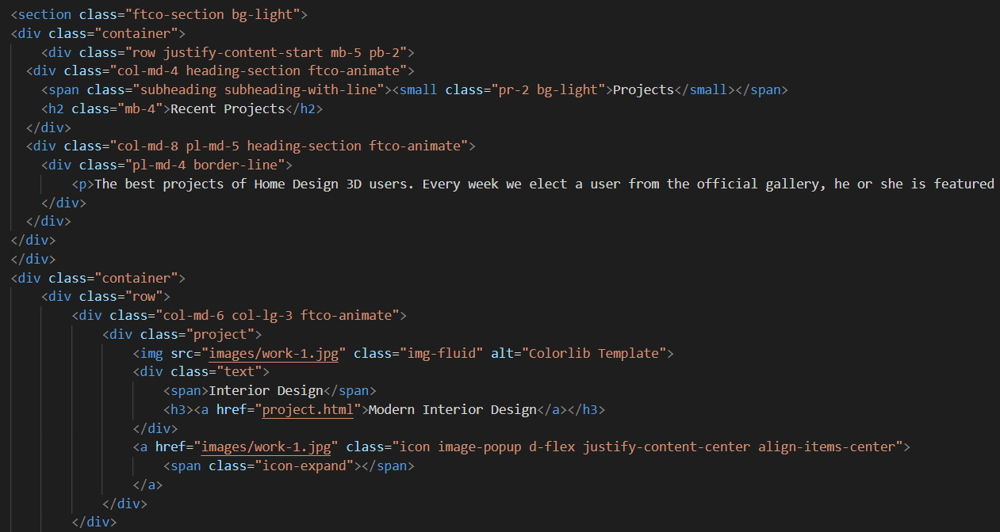 <section class="ftco-section bg-light">
<div class="container">
<div class="row justify-content-start mb-5 pb-2">
<div class="col-md-4 heading-section ftco-animate">
<span class="subheading subheading-with-line"><small class="pr-2 bg-light">Projects</small></span>
<h2 class="mb-4">Recent Projects</h2>
</div>
<div class="col-md-8 pl-md-5 heading-section ftco-animate">
<div class="pl-md-4 border-line">
<p>The best projects of Home Design 3D users. Every week we elect a user from the official gallery, he or she is featured
</div>
</div>
</div>
</div>
<div class="container">
<div class="row">
<div class="col-md-6 col-lg-3 ftco-animate">
<div class="project">
<img src="images/work-1.jpg" class="img-fluid" alt="Colorlib Template">
<div class="text">
<span>Interior Design</span>
<h3><a href="project.html">Modern Interior Design</a></h3>
</div>
<a href="images/work-1.jpg" class="icon image-popup d-flex justify-content-center align-items-center">
<span class="icon-expand"></span>
</a>
</div>
</div>